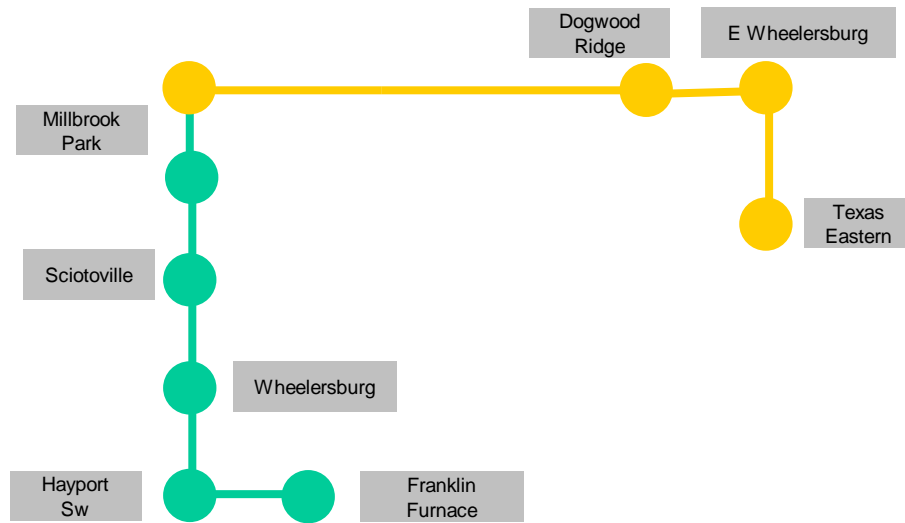 Dogwood
Ridge
E Wheelersburg
Millbrook
Park
Texas
Eastern
Sciotoville
Wheelersburg
Hayport
Sw
Franklin
Furnace